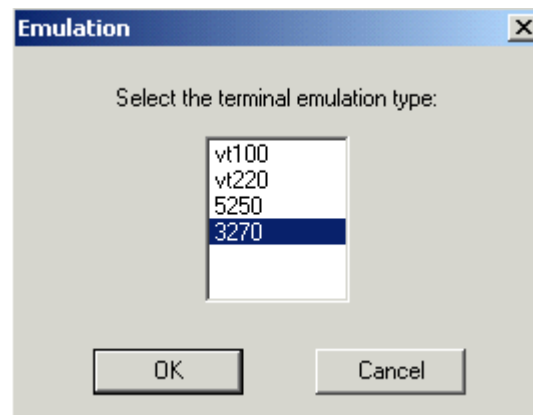 Emulation
Select the terminal emulation type:
vt100
vt220
5250
3270
OK
Cancel